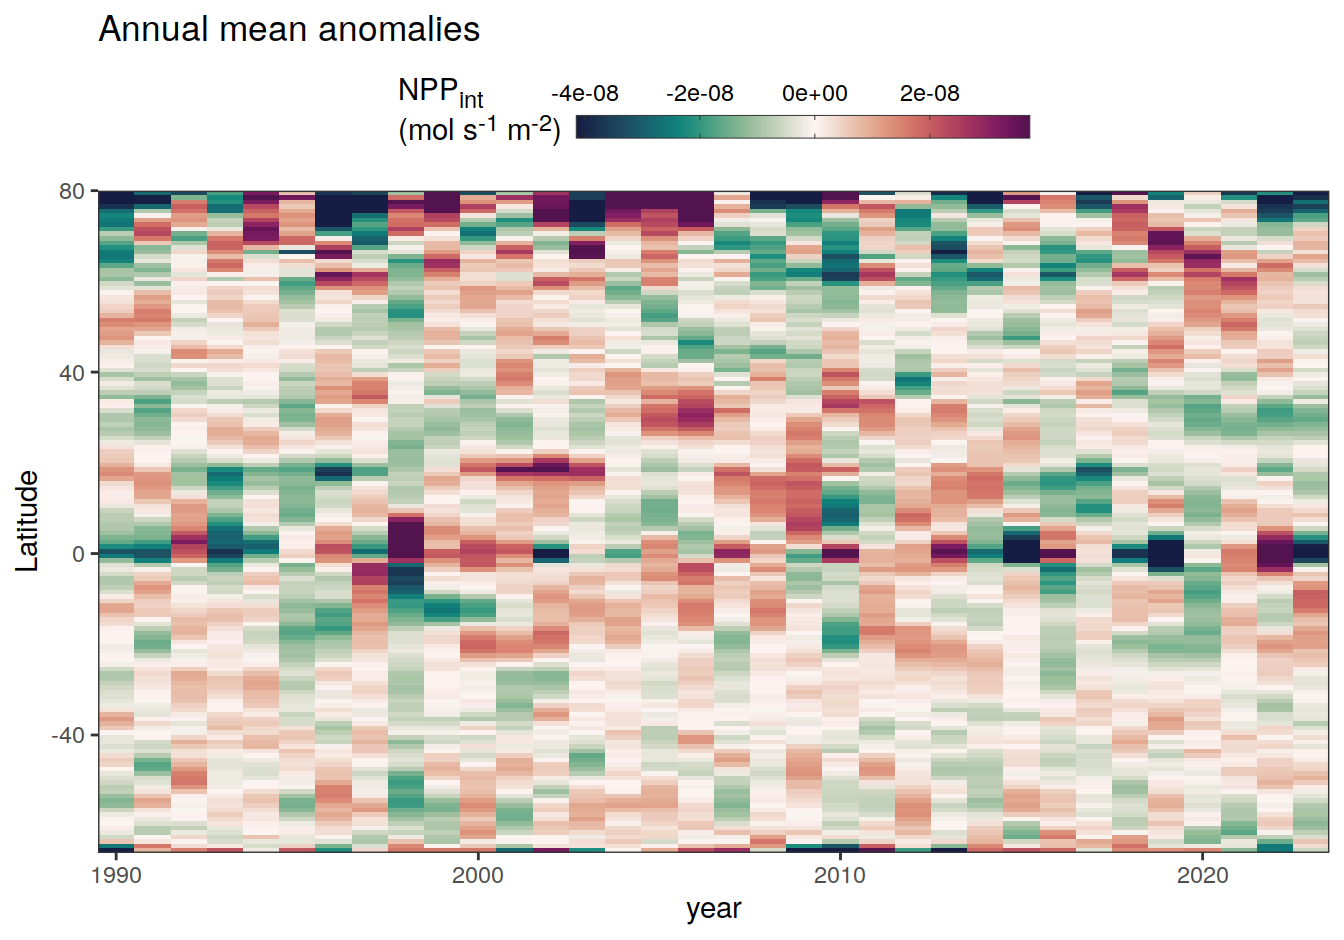 Annual mean anomalies
NPPint
(mol s-1 m-2)
-4e-08 -2e-08 0e+00 2e-08
80
40
0
-40
Latitude
1990 2000 2010 2020
year